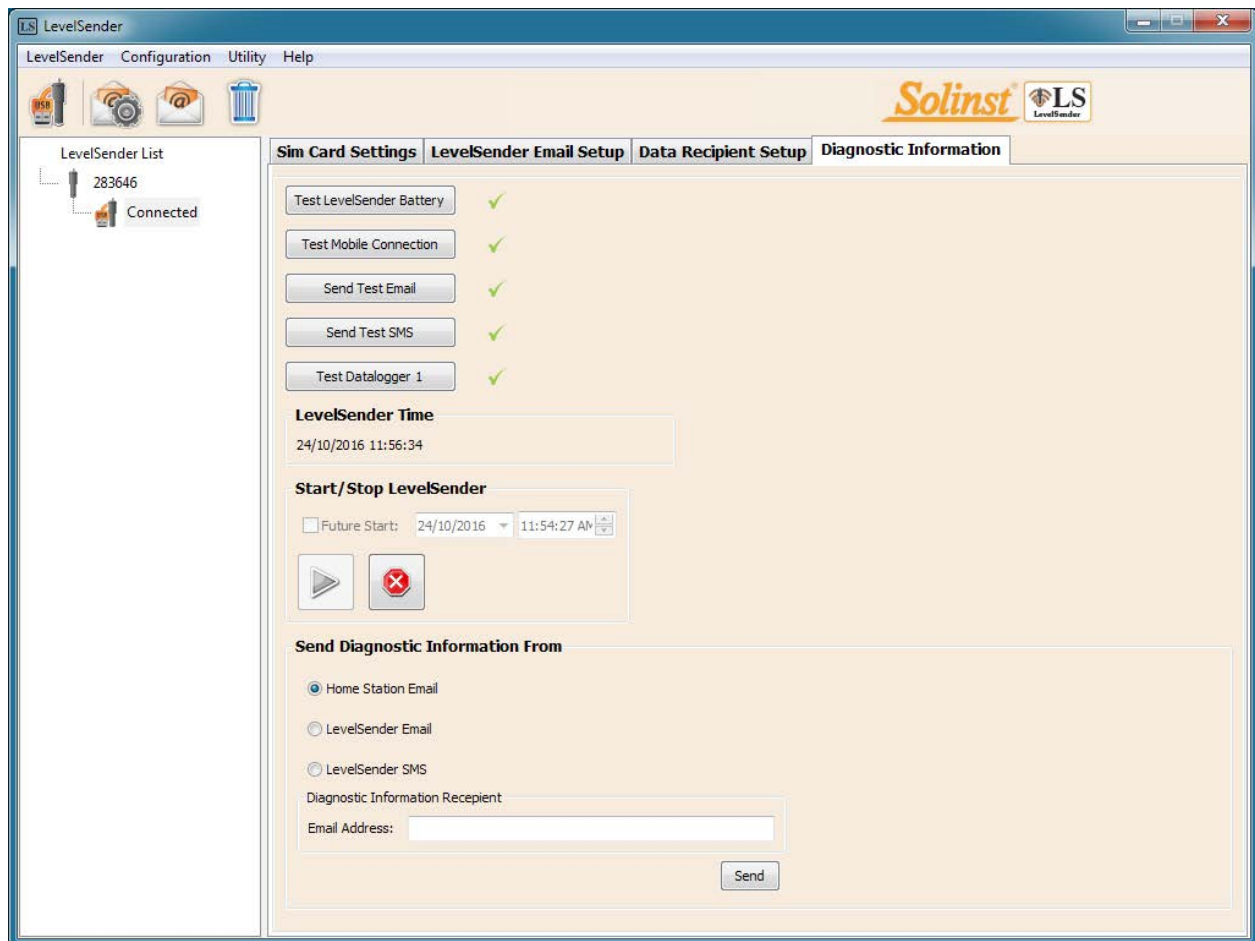 LS LevelSender
LevelSender Configuration Utility Help
USB @ Solinst® LS
LevelSender
LevelSender List
283646
USB Connected
Sim Card Settings LevelSender Email Setup Data Recipient Setup Diagnostic Information
Test LevelSender Battery
Test Mobile Connection
Send Test Email
Send Test SMS
Test Datalogger 1
LevelSender Time
24/10/2016 11:56:34
Start/Stop LevelSender
Future Start: 24/10/2016 11:54:27 AM
Send Diagnostic Information From
Home Station Email
LevelSender Email
LevelSender SMS
Diagnostic Information Recepient
Email Address:
Send